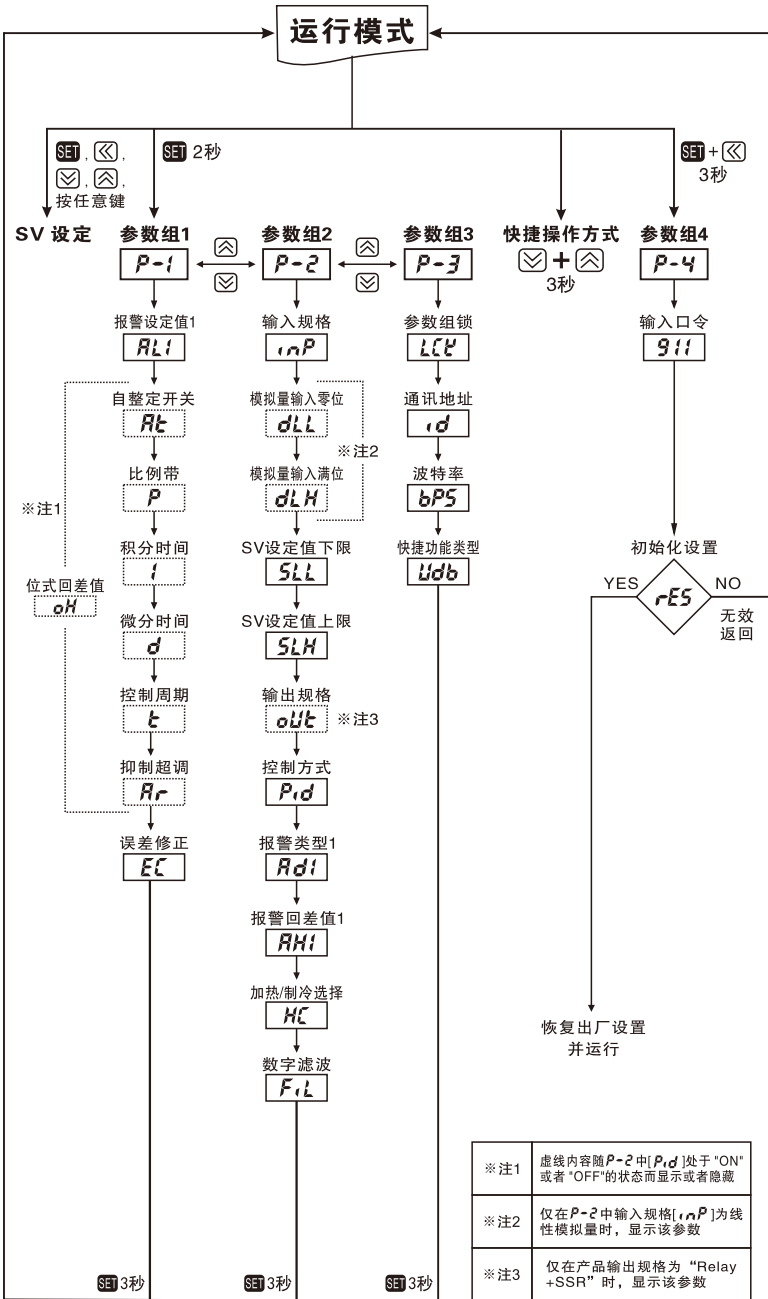 运行模式
SET , ,
, ,
按任意键
SET 2秒
SET +
3秒
SV 设定
参数组1
P-1
参数组2
P-2
参数组3
P-3
快捷操作方式
+
3秒
参数组4
P-4
报警设定值1
AL1
自整定开关
At
比例带
P
积分时间
I
微分时间
d
控制周期
t
抑制超调
Ar
误差修正
EC
※注1
位式回差值
oH
输入规格
inP
模拟量输入零位
dLL
模拟量输入满位
dLH
※注2
SV设定值下限
SLL
SV设定值上限
SLH
输出规格
oUt
※注3
控制方式
Pid
报警类型1
Ad1
报警回差值1
AH1
加热/制冷选择
HC
数字滤波
FiL
参数组锁
LCK
通讯地址
id
波特率
bPS
快捷功能类型
Udb
输入口令
911
初始化设置
rES
YES
NO
无效
返回
恢复出厂设置
并运行
SET 3秒
SET 3秒
SET 3秒
※注1
虚线内容随P-2中[Pid]处于 "ON"
或者 "OFF"的状态而显示或者隐藏
※注2
仅在P-2中输入规格[inP]为线
性模拟量时，显示该参数
※注3
仅在产品输出规格为“Relay
+SSR”时，显示该参数